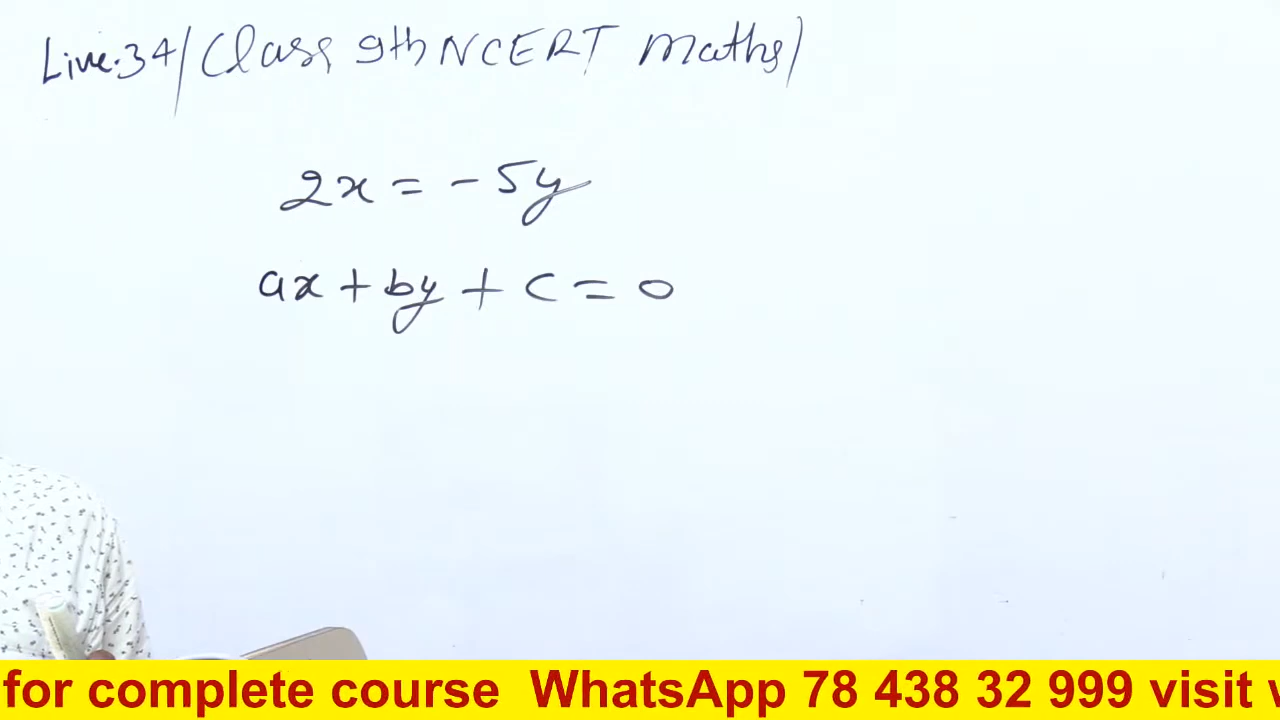 Live.34/(Class 9th NCERT Maths)
2x = -5y
ax + by + c = 0
for complete course WhatsApp 78 438 32 999 visit